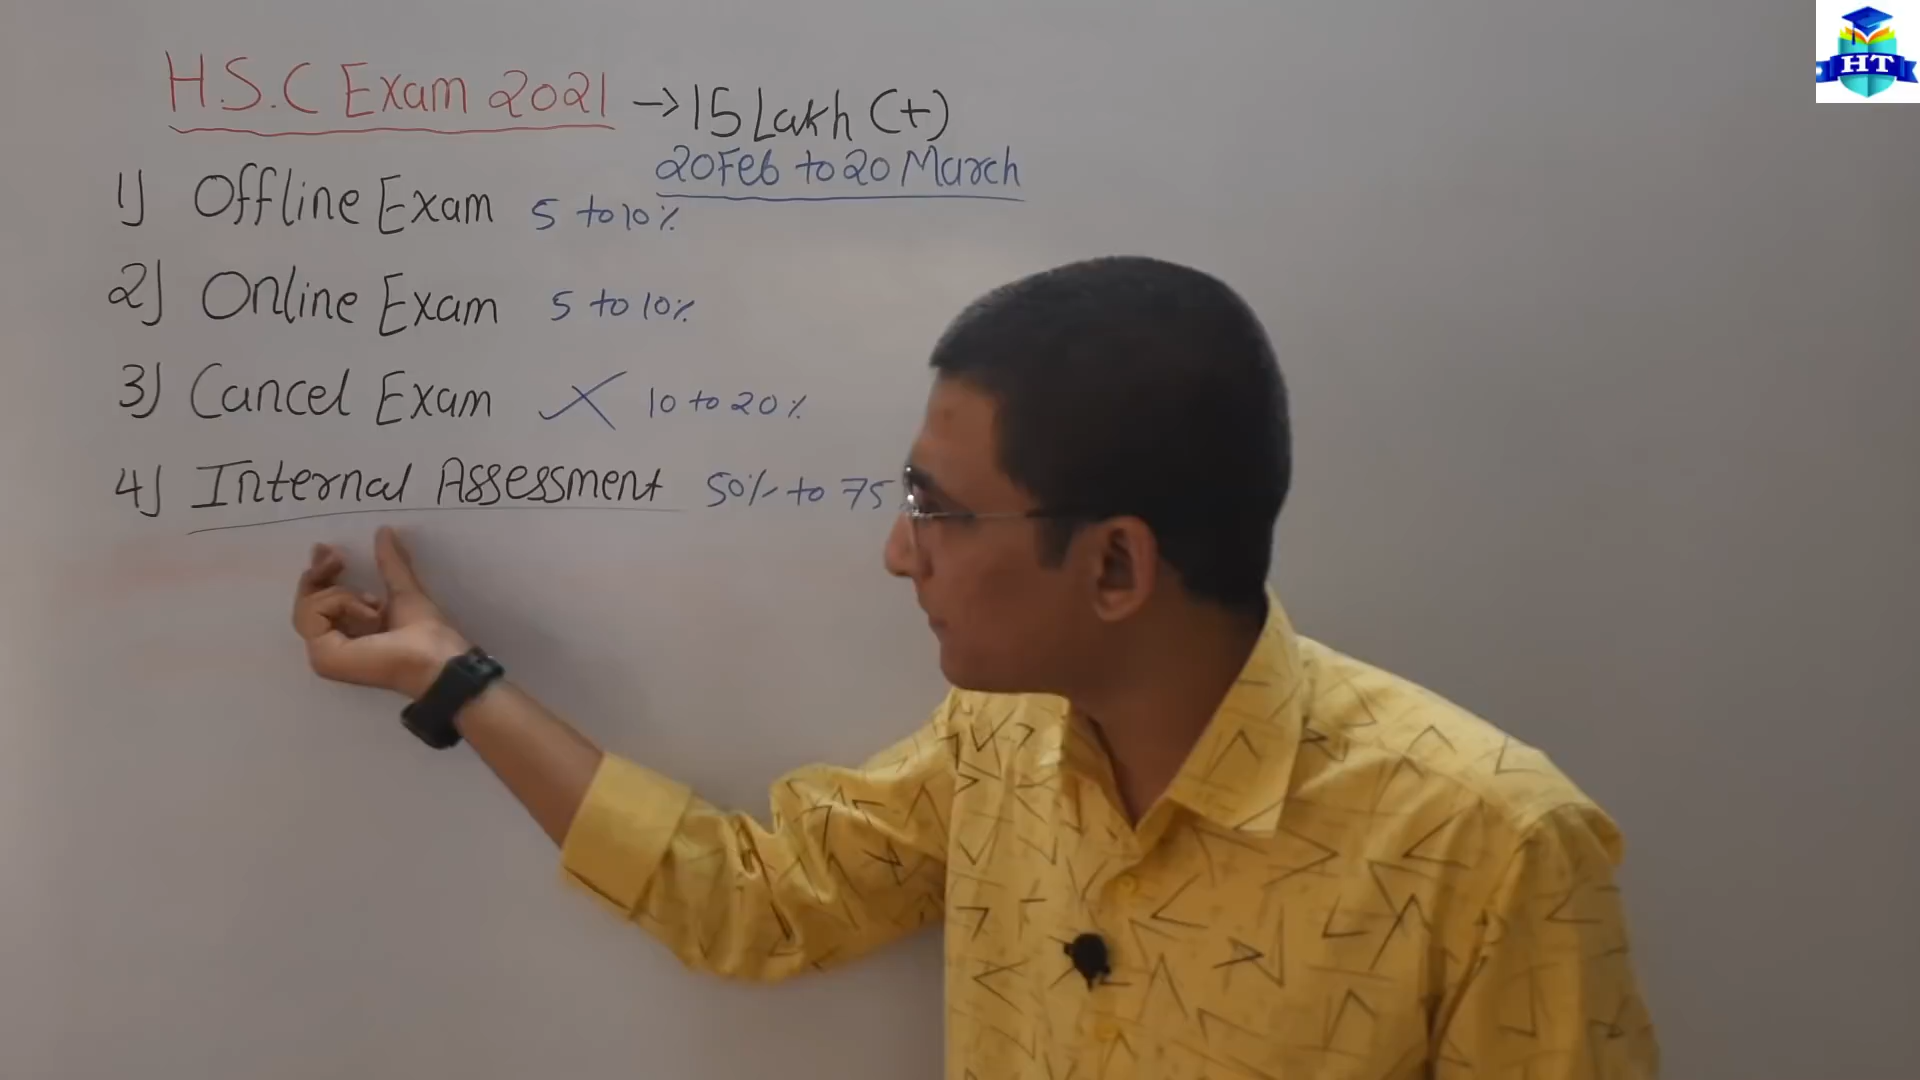 H.S.C Exam 2021 → 15 Lakh (+)
20 Feb to 20 March
1) Offline Exam 5 to 10%
2) Online Exam 5 to 10%
3) Cancel Exam X 10 to 20%
4) Internal Assessment 50% to 75
HT